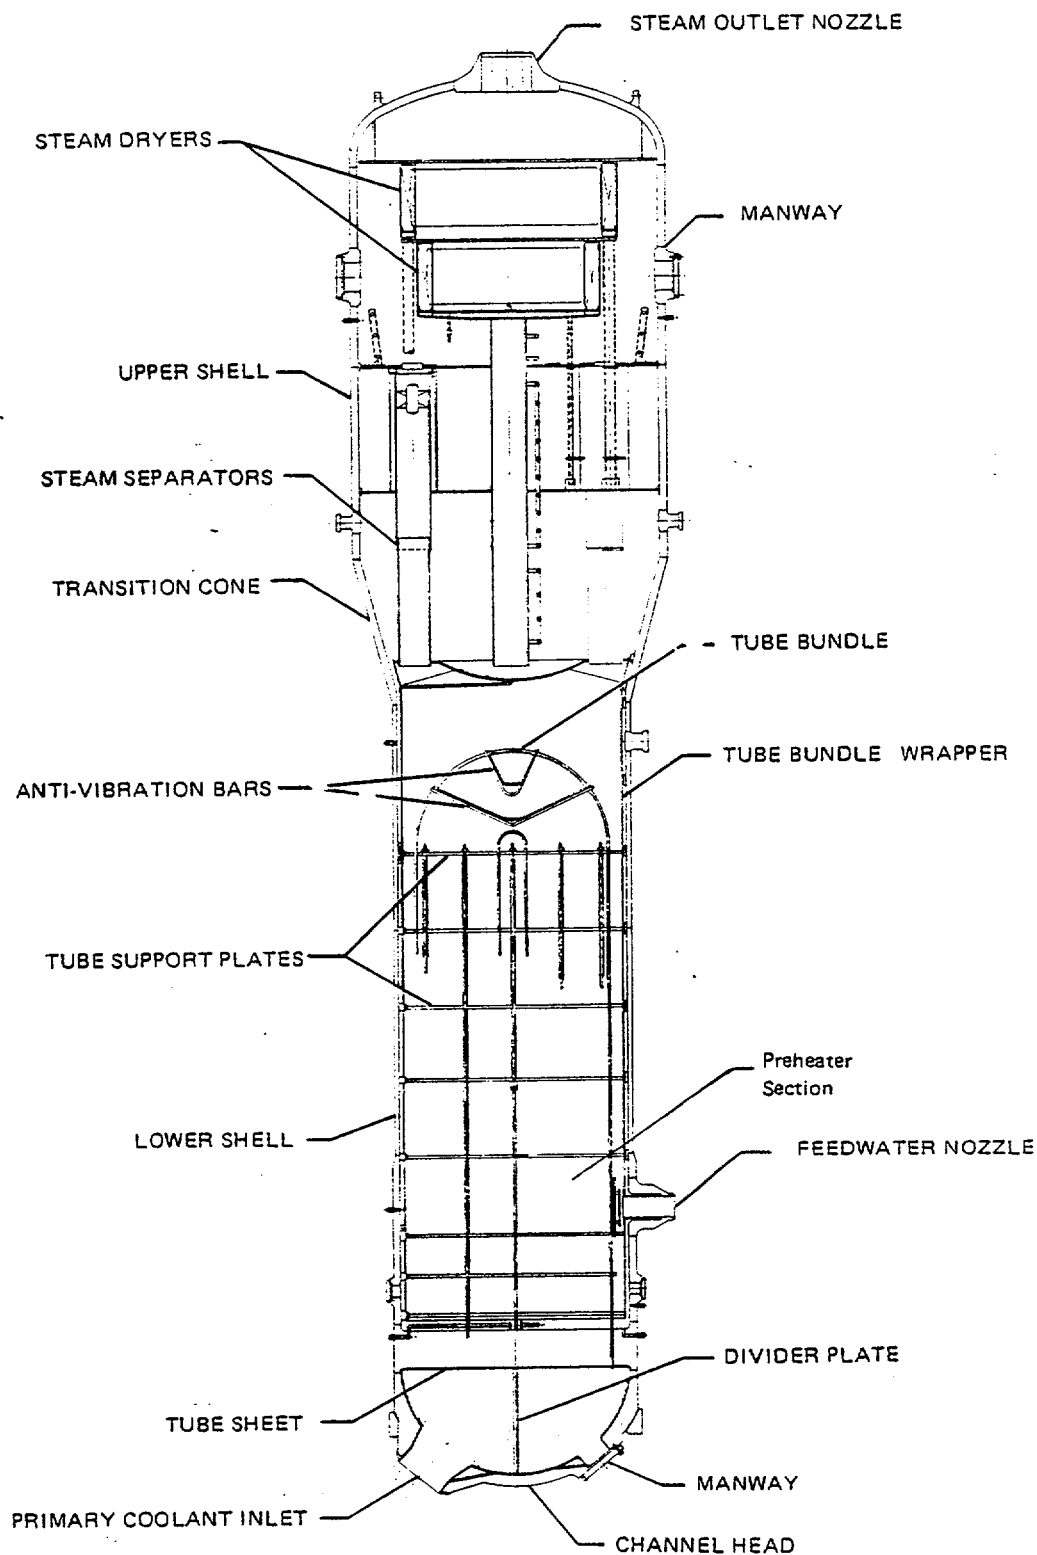 STEAM OUTLET NOZZLE
STEAM DRYERS
MANWAY
UPPER SHELL
STEAM SEPARATORS
TRANSITION CONE
TUBE BUNDLE
TUBE BUNDLE WRAPPER
ANTI-VIBRATION BARS
TUBE SUPPORT PLATES
Preheater
Section
LOWER SHELL
FEEDWATER NOZZLE
DIVIDER PLATE
TUBE SHEET
MANWAY
PRIMARY COOLANT INLET
CHANNEL HEAD